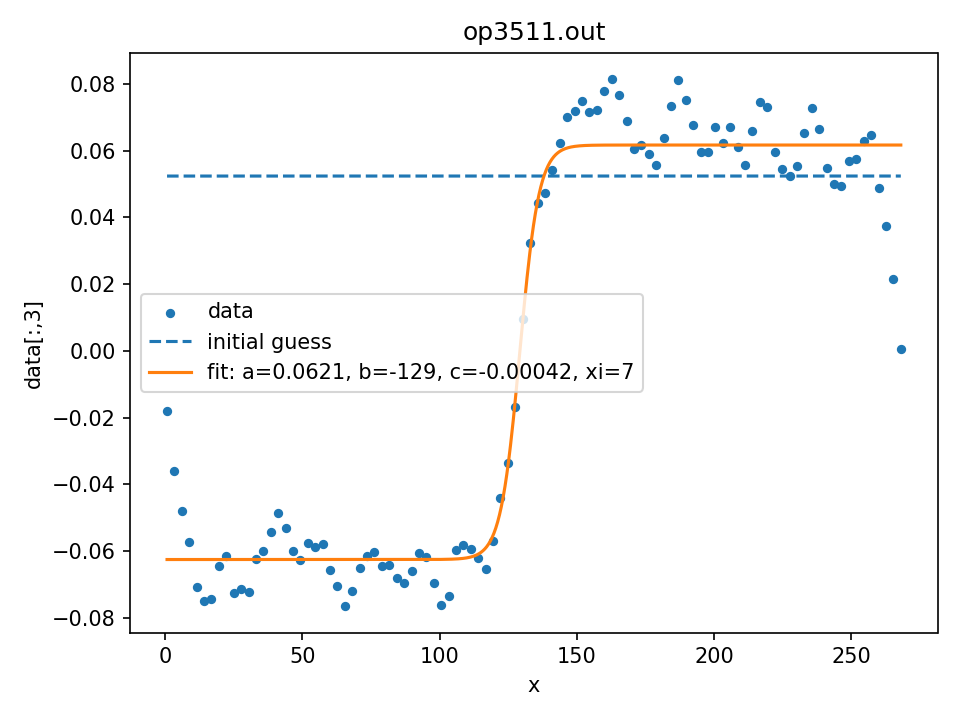 op3511.out
0.08
0.06
0.04
0.02
0.00
−0.02
−0.04
−0.06
−0.08
data[:,3]
data
initial guess
fit: a=0.0621, b=-129, c=-0.00042, xi=7
0 50 100 150 200 250
x